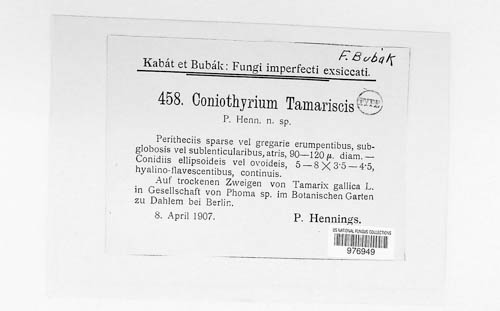 F. Bubák
Kabát et Bubák: Fungi imperfecti exsiccati.
458. Coniothyrium Tamariscis
P. Henn. n. sp.
Peritheciis sparse vel gregarie erumpentibus, sub-
globosis vel sublenticularibus, atris, 90—120 µ. diam. —
Conidiis ellipsoideis vel ovoideis, 5—8 ✕ 3·5—4·5,
hyalino-flavescentibus, continuis.
Auf trockenen Zweigen von Tamarix gallica L.
in Gesellschaft von Phoma sp. im Botanischen Garten
zu Dahlem bei Berlin.
8. April 1907.
P. Hennings.
US NATIONAL FUNGUS COLLECTIONS
976949